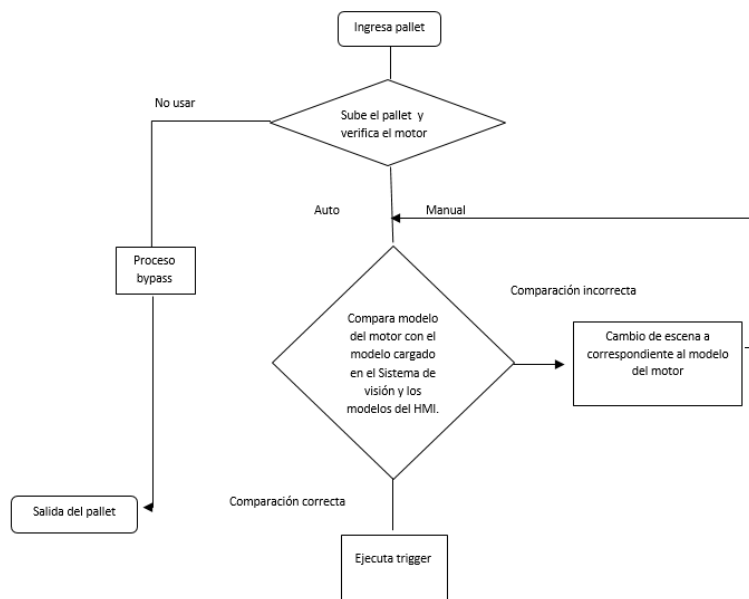 Ingresa pallet
No usar
Sube el pallet y
verifica el motor
Auto
Manual
Proceso
bypass
Comparación incorrecta
Compara modelo
del motor con el
modelo cargado
en el Sistema de
visión y los
modelos del HMI.
Cambio de escena a
correspondiente al modelo
del motor
Comparación correcta
Salida del pallet
Ejecuta trigger